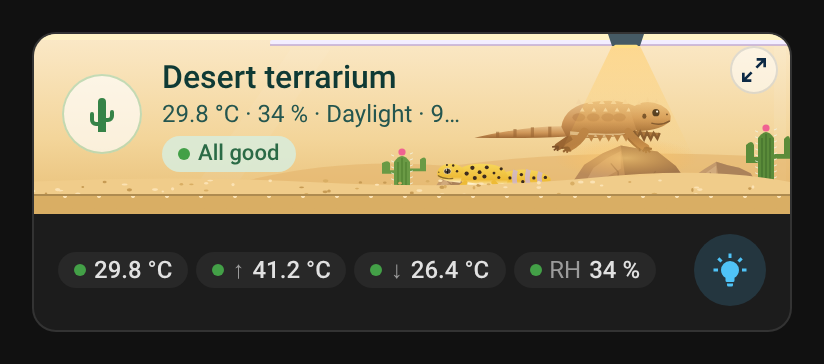 Desert terrarium
29.8 °C · 34 % · Daylight · 9…
All good
29.8 °C ↑ 41.2 °C ↓ 26.4 °C RH 34 %